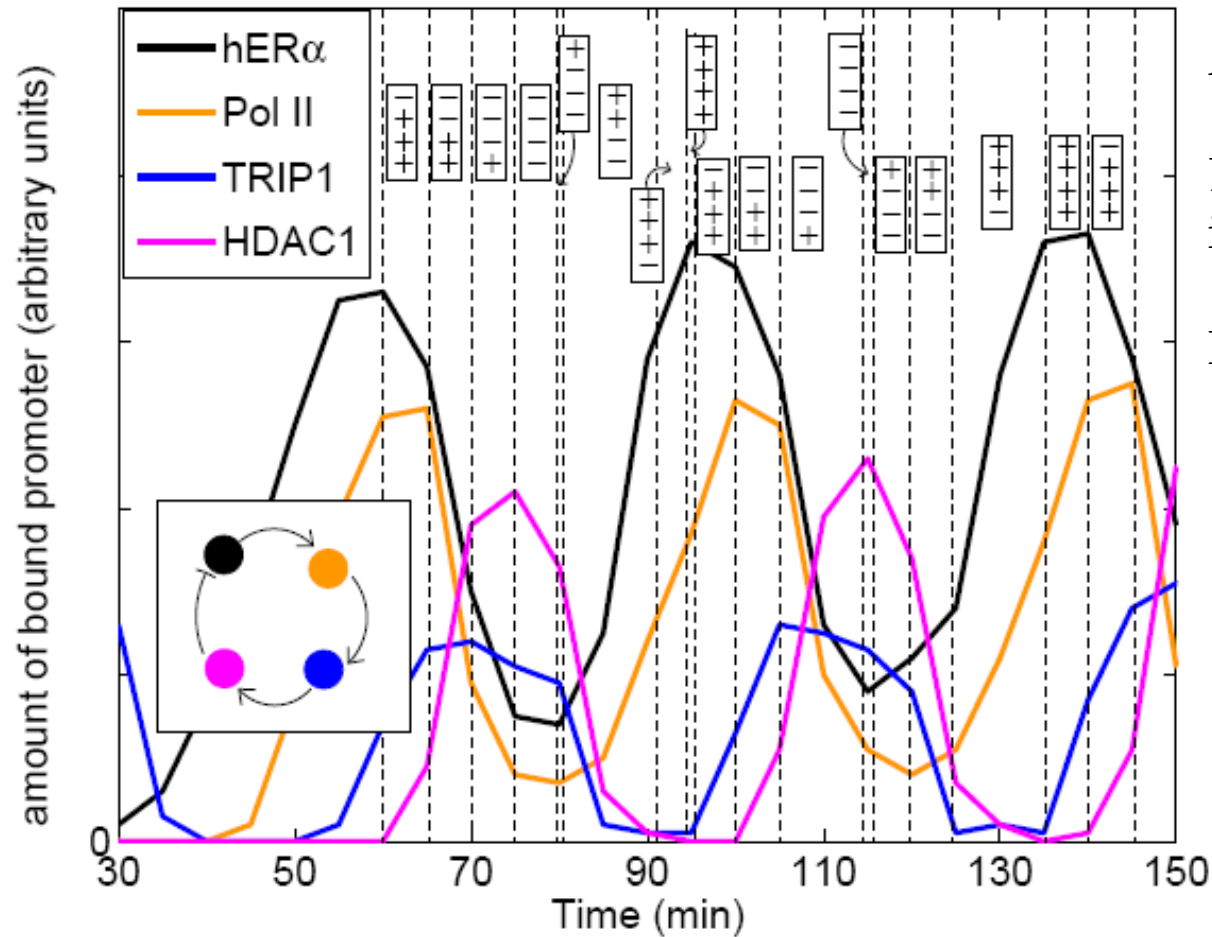 amount of bound promoter (arbitrary units)
hERα
Pol II
TRIP1
HDAC1
− + + +
− − + +
− − − +
− − − −
+ − − −
+ + − −
+ + + −
+ + + +
− + + +
− − + +
− − − +
− − − −
+ − − −
+ + − −
+ + + −
+ + + +
− + + +
0
30 50 70 90 110 130 150
Time (min)